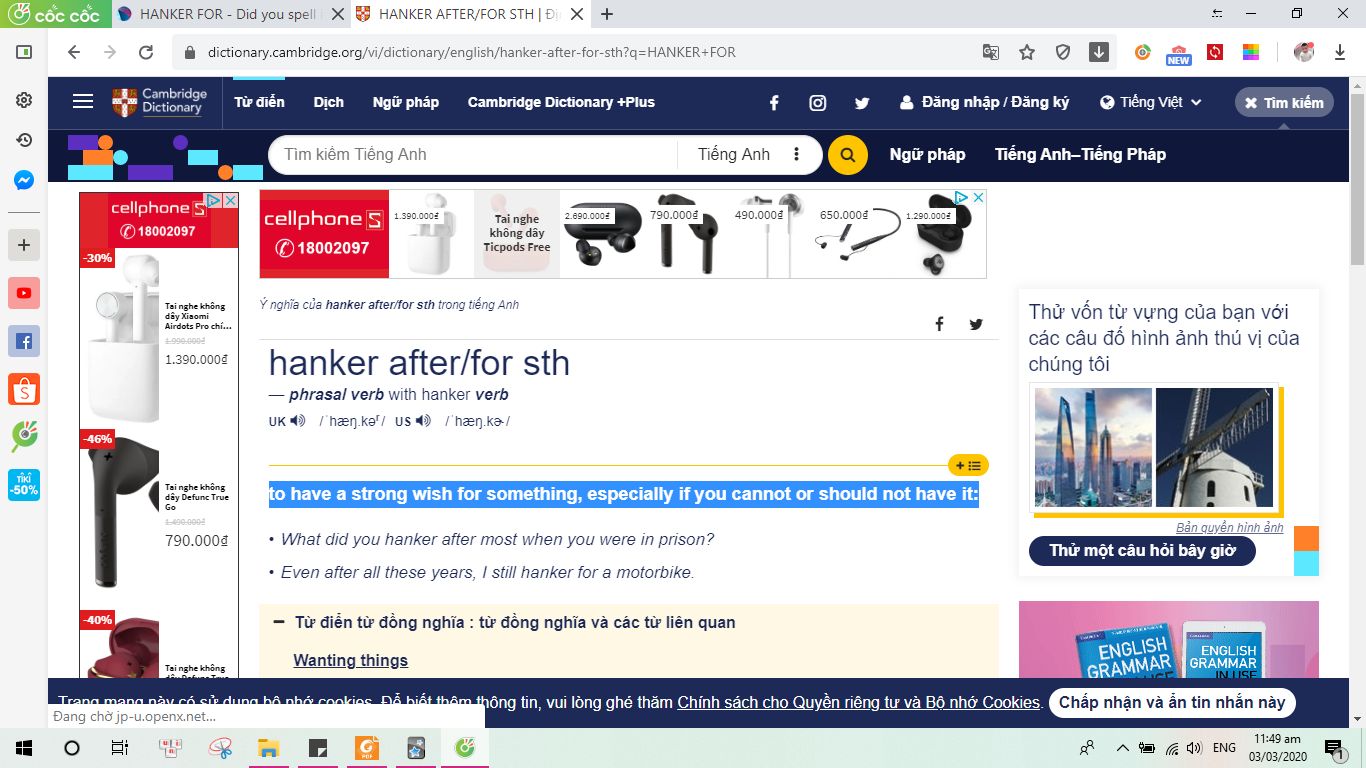 cốc cốc
HANKER FOR - Did you spell
HANKER AFTER/FOR STH | Đị
dictionary.cambridge.org/vi/dictionary/english/hanker-after-for-sth?q=HANKER+FOR
NEW
Cambridge
Dictionary
Từ điển Dịch Ngữ pháp Cambridge Dictionary +Plus
Đăng nhập / Đăng ký
Tiếng Việt
Tìm kiếm
Tìm kiếm Tiếng Anh
Tiếng Anh
Ngữ pháp Tiếng Anh–Tiếng Pháp
cellphone S
18002097
-30%
Tai nghe không
dây Xiaomi
Airdots Pro chí...
1.990.000₫
1.390.000₫
-46%
Tai nghe không
dây Defunc True
Go
1.490.000₫
790.000₫
-40%
Tai nghe không
dây Defunc True
TIKI
-50%
cellphone S
18002097
1.390.000₫
Tai nghe
không dây
Ticpods Free
2.690.000₫
790.000₫
490.000₫
650.000₫
1.290.000₫
Ý nghĩa của hanker after/for sth trong tiếng Anh
hanker after/for sth
— phrasal verb with hanker verb
UK /ˈhæŋ.kəʳ/ US /ˈhæŋ.kɚ/
to have a strong wish for something, especially if you cannot or should not have it:
• What did you hanker after most when you were in prison?
• Even after all these years, I still hanker for a motorbike.
Từ điển từ đồng nghĩa : từ đồng nghĩa và các từ liên quan
Wanting things
Thử vốn từ vựng của bạn với
các câu đố hình ảnh thú vị của
chúng tôi
Bản quyền hình ảnh
Thử một câu hỏi bây giờ
ENGLISH
GRAMMAR
IN USE
ENGLISH
GRAMMAR
IN USE
Trang mạng này có sử dụng bộ nhớ cookies. Để biết thêm thông tin, vui lòng ghé thăm Chính sách cho Quyền riêng tư và Bộ nhớ Cookies.
Chấp nhận và ẩn tin nhắn này
Đang chờ jp-u.openx.net...
PDF
ENG
11:49 am
03/03/2020
1